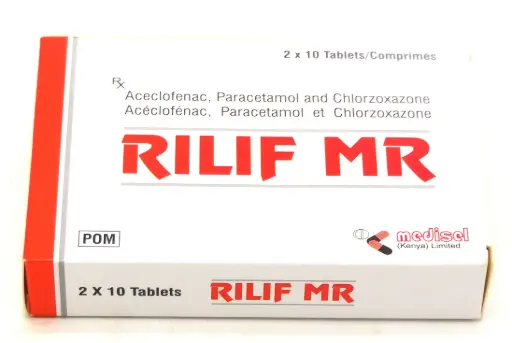 2 x 10 Tablets/Comprimés
Rx
Aceclofenac, Paracetamol and Chlorzoxazone
Acéclofénac, Paracetamol et Chlorzoxazone
RILIF MR
medisel
(Kenya) Limited
POM
2 X 10 Tablets
RILIF MR